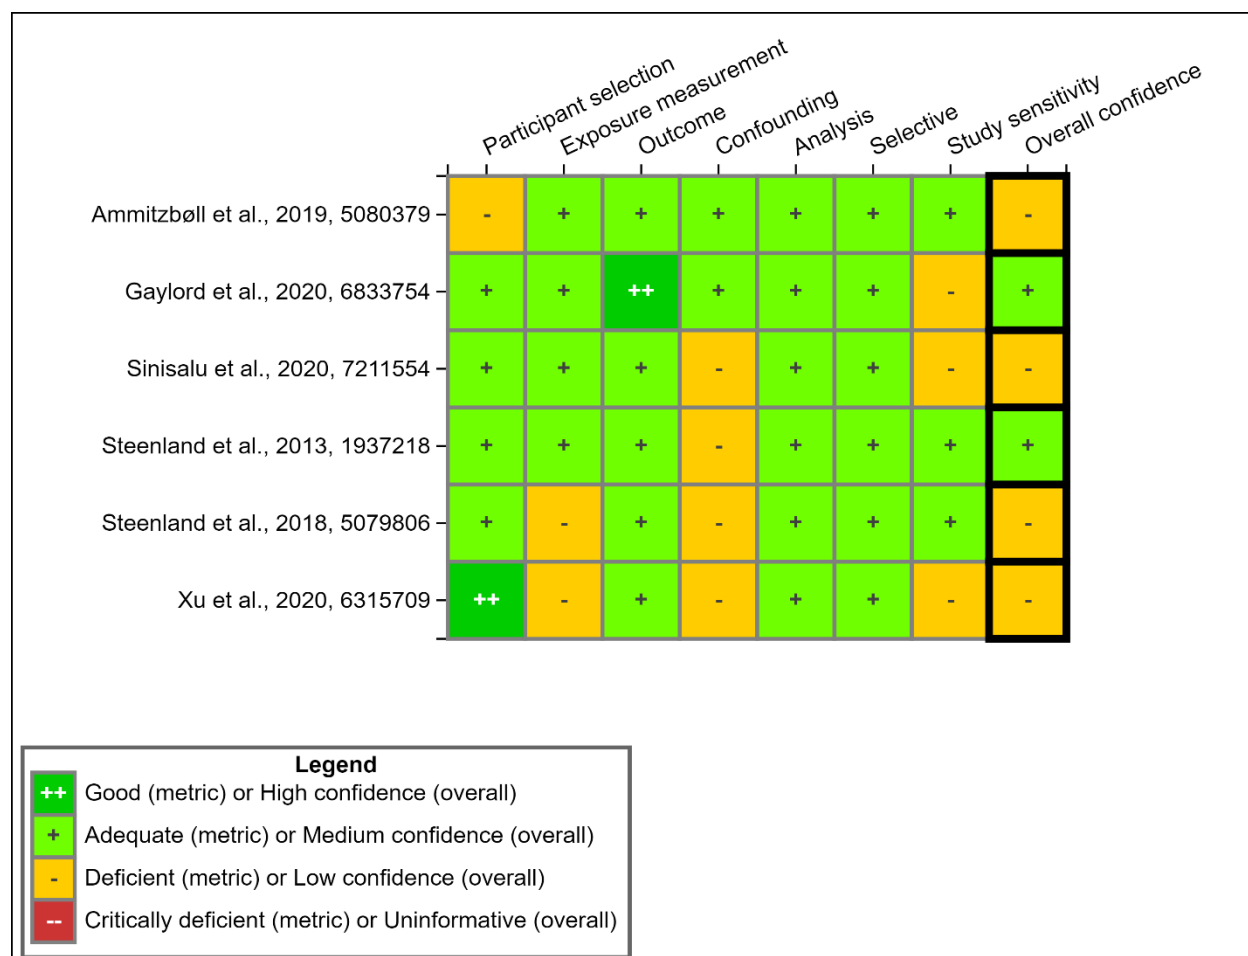 Participant selection
Exposure measurement
Outcome
Confounding
Analysis
Selective
Study sensitivity
Overall confidence
Ammitzbøll et al., 2019, 5080379 - + + + + + + -
Gaylord et al., 2020, 6833754 + + ++ + + + - +
Sinisalu et al., 2020, 7211554 + + + - + + - -
Steenland et al., 2013, 1937218 + + + - + + + +
Steenland et al., 2018, 5079806 + - + - + + + -
Xu et al., 2020, 6315709 ++ - + - + + - -
Legend
++ Good (metric) or High confidence (overall)
+ Adequate (metric) or Medium confidence (overall)
- Deficient (metric) or Low confidence (overall)
-- Critically deficient (metric) or Uninformative (overall)